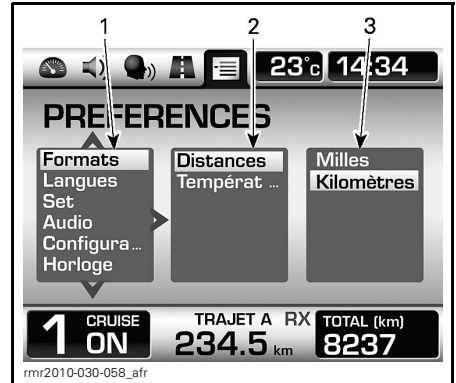 1 2 3
23°c 14:34
PREFERENCES
Formats
Langues
Set
Audio
Configura ...
Horloge
Distances
Températ ...
Milles
Kilomètres
1 CRUISE ON
TRAJET A RX
234.5 km
TOTAL (km)
8237
rmr2010-030-058_afr